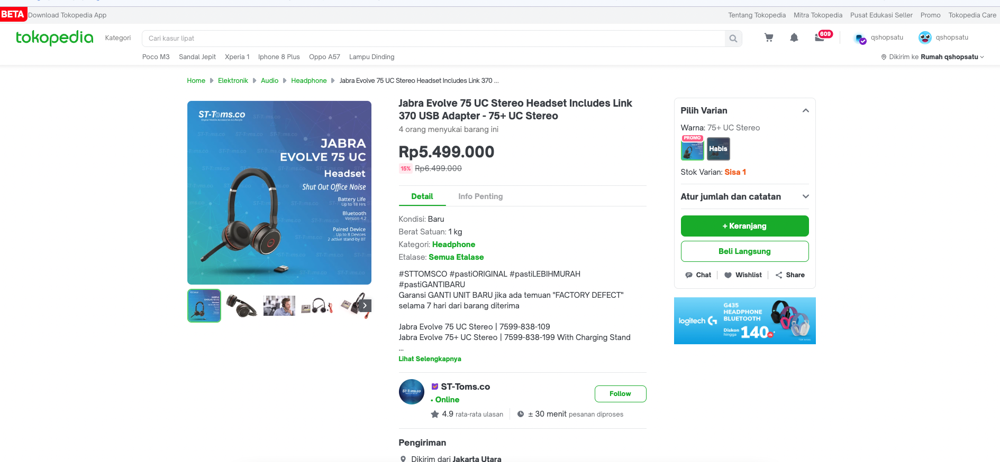 BETA
Download Tokopedia App
Tentang Tokopedia
Mitra Tokopedia
Pusat Edukasi Seller
Promo
Tokopedia Care
tokopedia
Kategori
Cari kasur lipat
609
qshopsatu
qshopsatu
Poco M3
Sandal Jepit
Xperia 1
Iphone 8 Plus
Oppo A57
Lampu Dinding
Dikirim ke Rumah qshopsatu
Home
Elektronik
Audio
Headphone
Jabra Evolve 75 UC Stereo Headset Includes Link 370 ...
ST-Toms.co
Digital Mobile Accessories & Lifestyle
JABRA
EVOLVE 75 UC
Headset
Shut Out Office Noise
Battery Life
Up to 18 Hrs
Bluetooth
Version 4.2
Paired Device
Up to 8 Devices
2 active stand-by BT
Jabra Evolve 75 UC Stereo Headset Includes Link
370 USB Adapter - 75+ UC Stereo
4 orang menyukai barang ini
Rp5.499.000
15% Rp6.499.000
Detail
Info Penting
Kondisi: Baru
Berat Satuan: 1 kg
Kategori: Headphone
Etalase: Semua Etalase
#STTOMSCO #pastiORIGINAL #pastiLEBIHMURAH
#pastiGANTIBARU
Garansi GANTI UNIT BARU jika ada temuan "FACTORY DEFECT"
selama 7 hari dari barang diterima
Jabra Evolve 75 UC Stereo | 7599-838-109
Jabra Evolve 75+ UC Stereo | 7599-838-199 With Charging Stand
...
Lihat Selengkapnya
ST-Toms.co
ST-Toms.co
• Online
Follow
4.9 rata-rata ulasan
± 30 menit pesanan diproses
Pengiriman
Dikirim dari Jakarta Utara
Pilih Varian
Warna: 75+ UC Stereo
PROMO
Habis
Stok Varian: Sisa 1
Atur jumlah dan catatan
+ Keranjang
Beli Langsung
Chat
Wishlist
Share
logitech G
G435
HEADPHONE
BLUETOOTH
Diskon
hingga
140